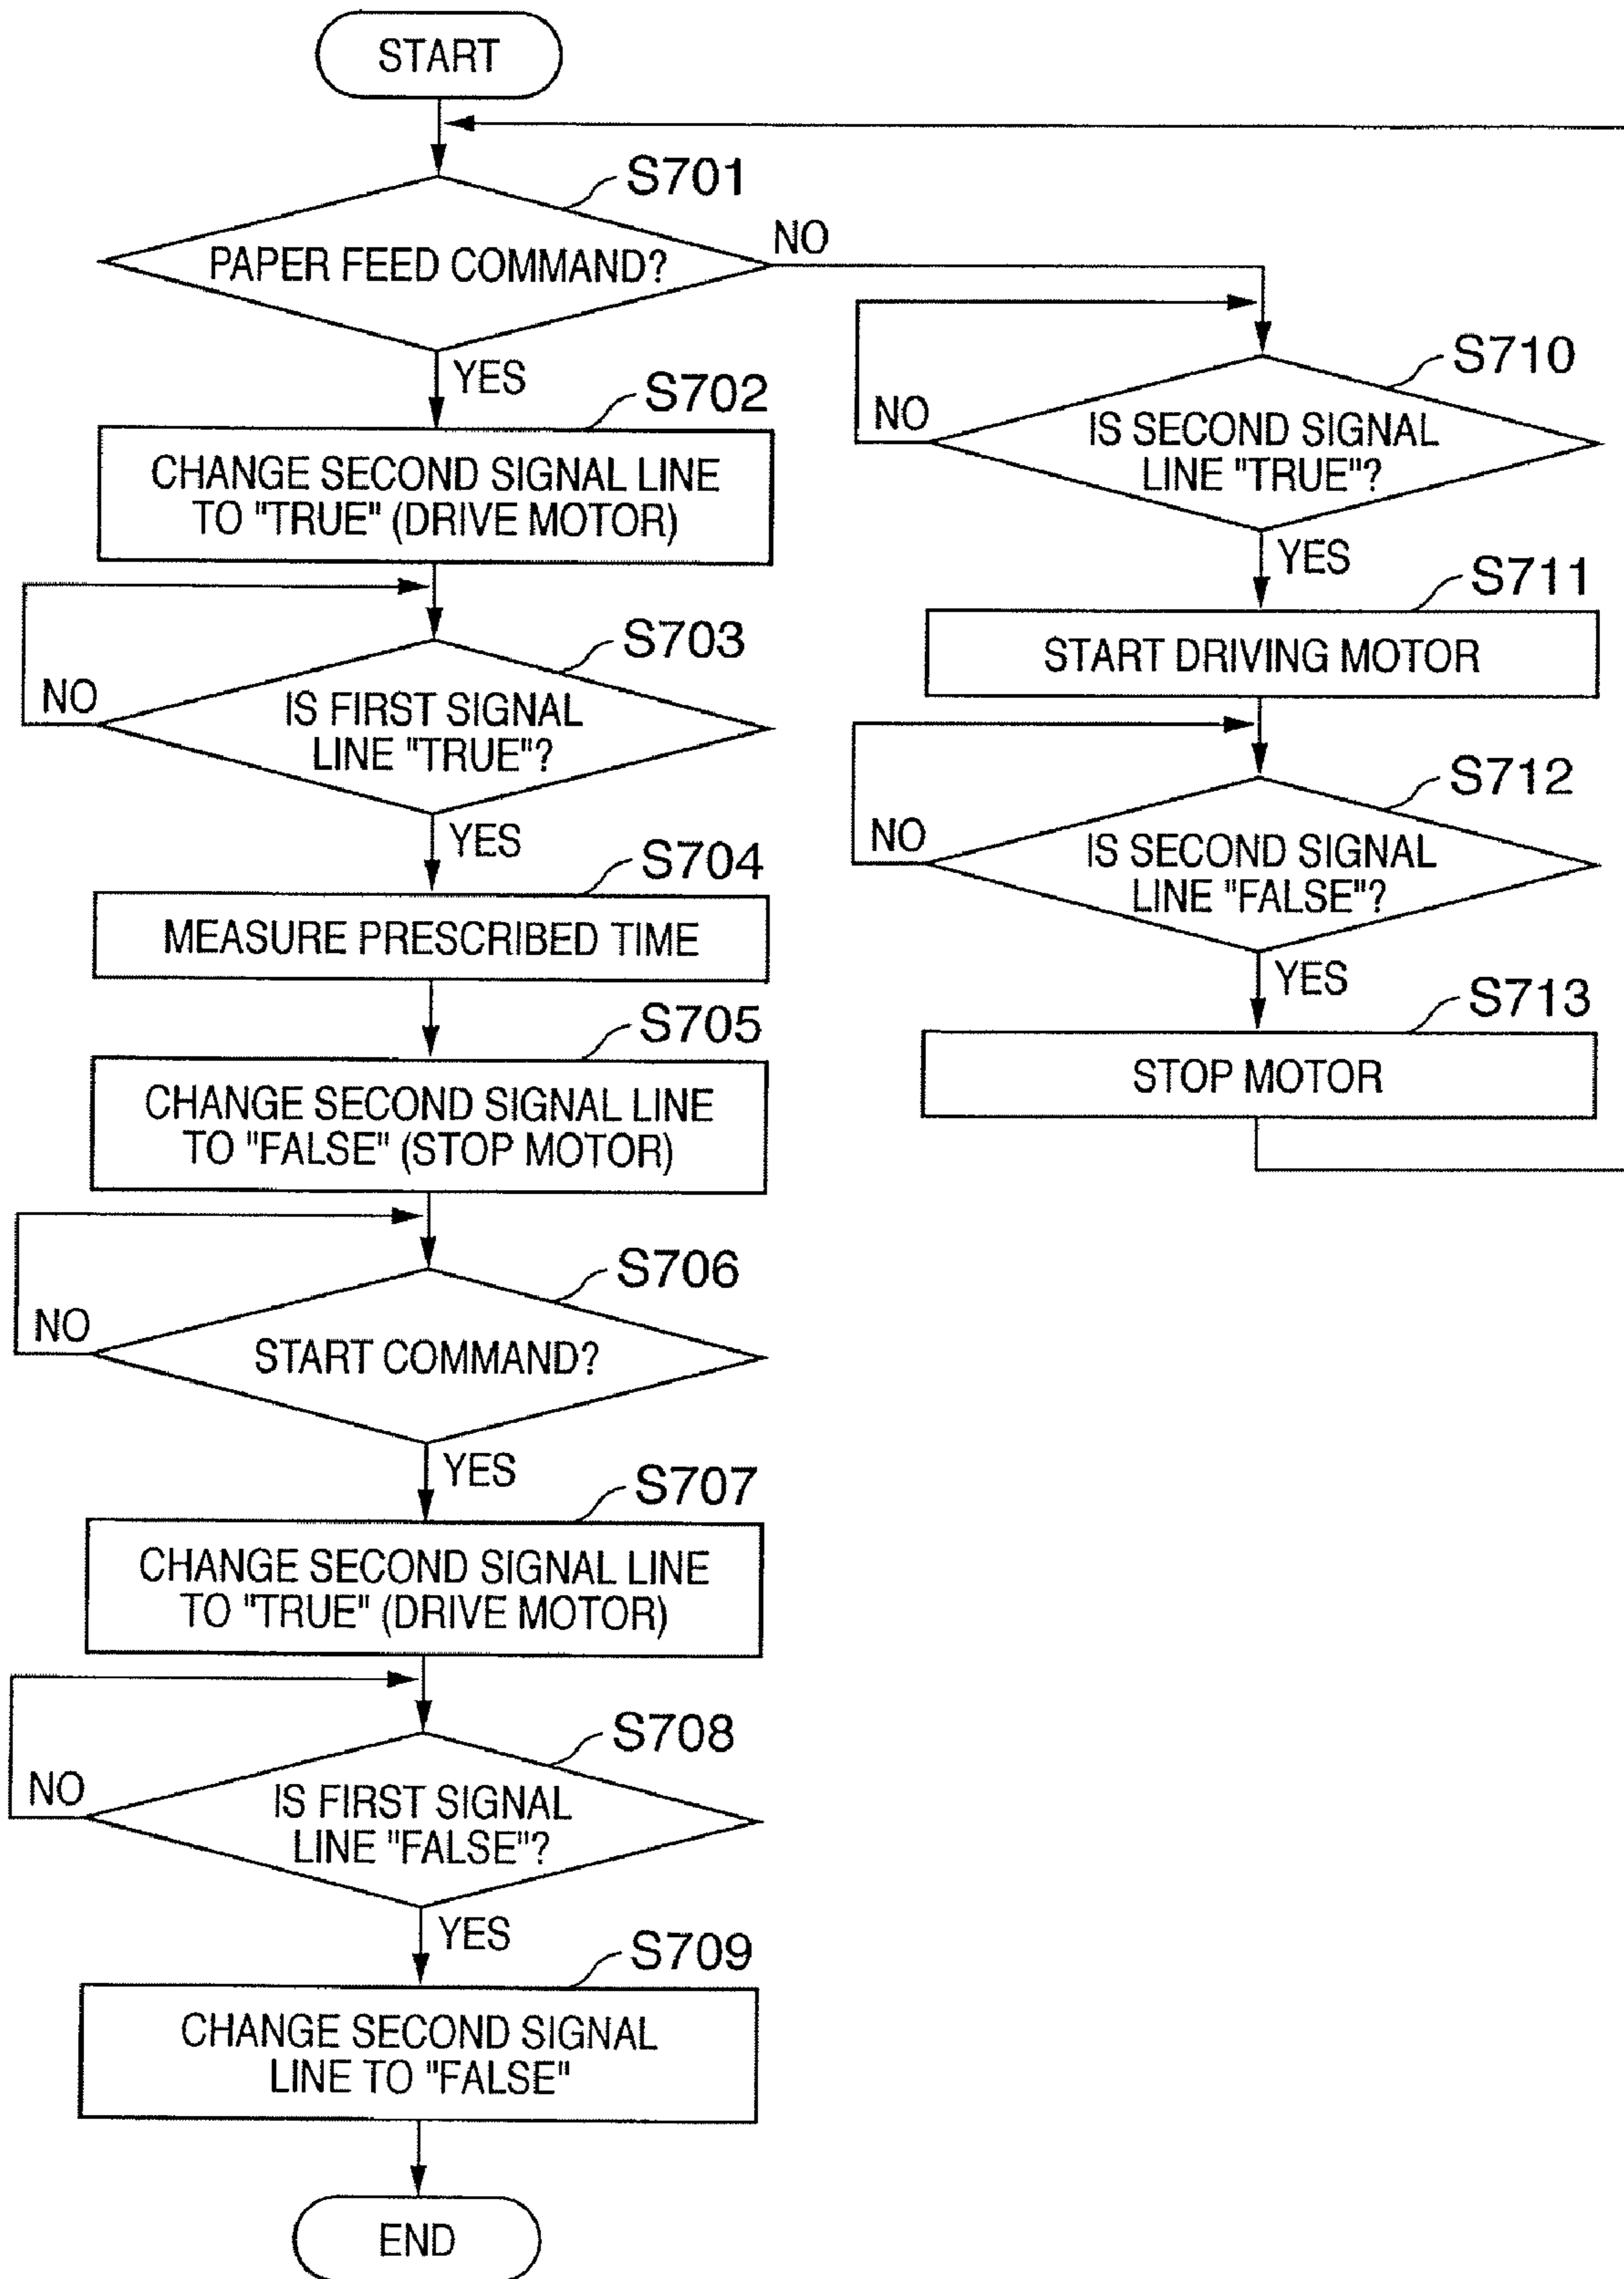 START
S701
PAPER FEED COMMAND?
NO
YES
S702
CHANGE SECOND SIGNAL LINE
TO "TRUE" (DRIVE MOTOR)
S703
NO
IS FIRST SIGNAL
LINE "TRUE"?
YES
S704
MEASURE PRESCRIBED TIME
S705
CHANGE SECOND SIGNAL LINE
TO "FALSE" (STOP MOTOR)
S706
NO
START COMMAND?
YES
S707
CHANGE SECOND SIGNAL LINE
TO "TRUE" (DRIVE MOTOR)
S708
NO
IS FIRST SIGNAL
LINE "FALSE"?
YES
S709
CHANGE SECOND SIGNAL
LINE TO "FALSE"
END
S710
NO
IS SECOND SIGNAL
LINE "TRUE"?
YES
S711
START DRIVING MOTOR
S712
NO
IS SECOND SIGNAL
LINE "FALSE"?
YES
S713
STOP MOTOR